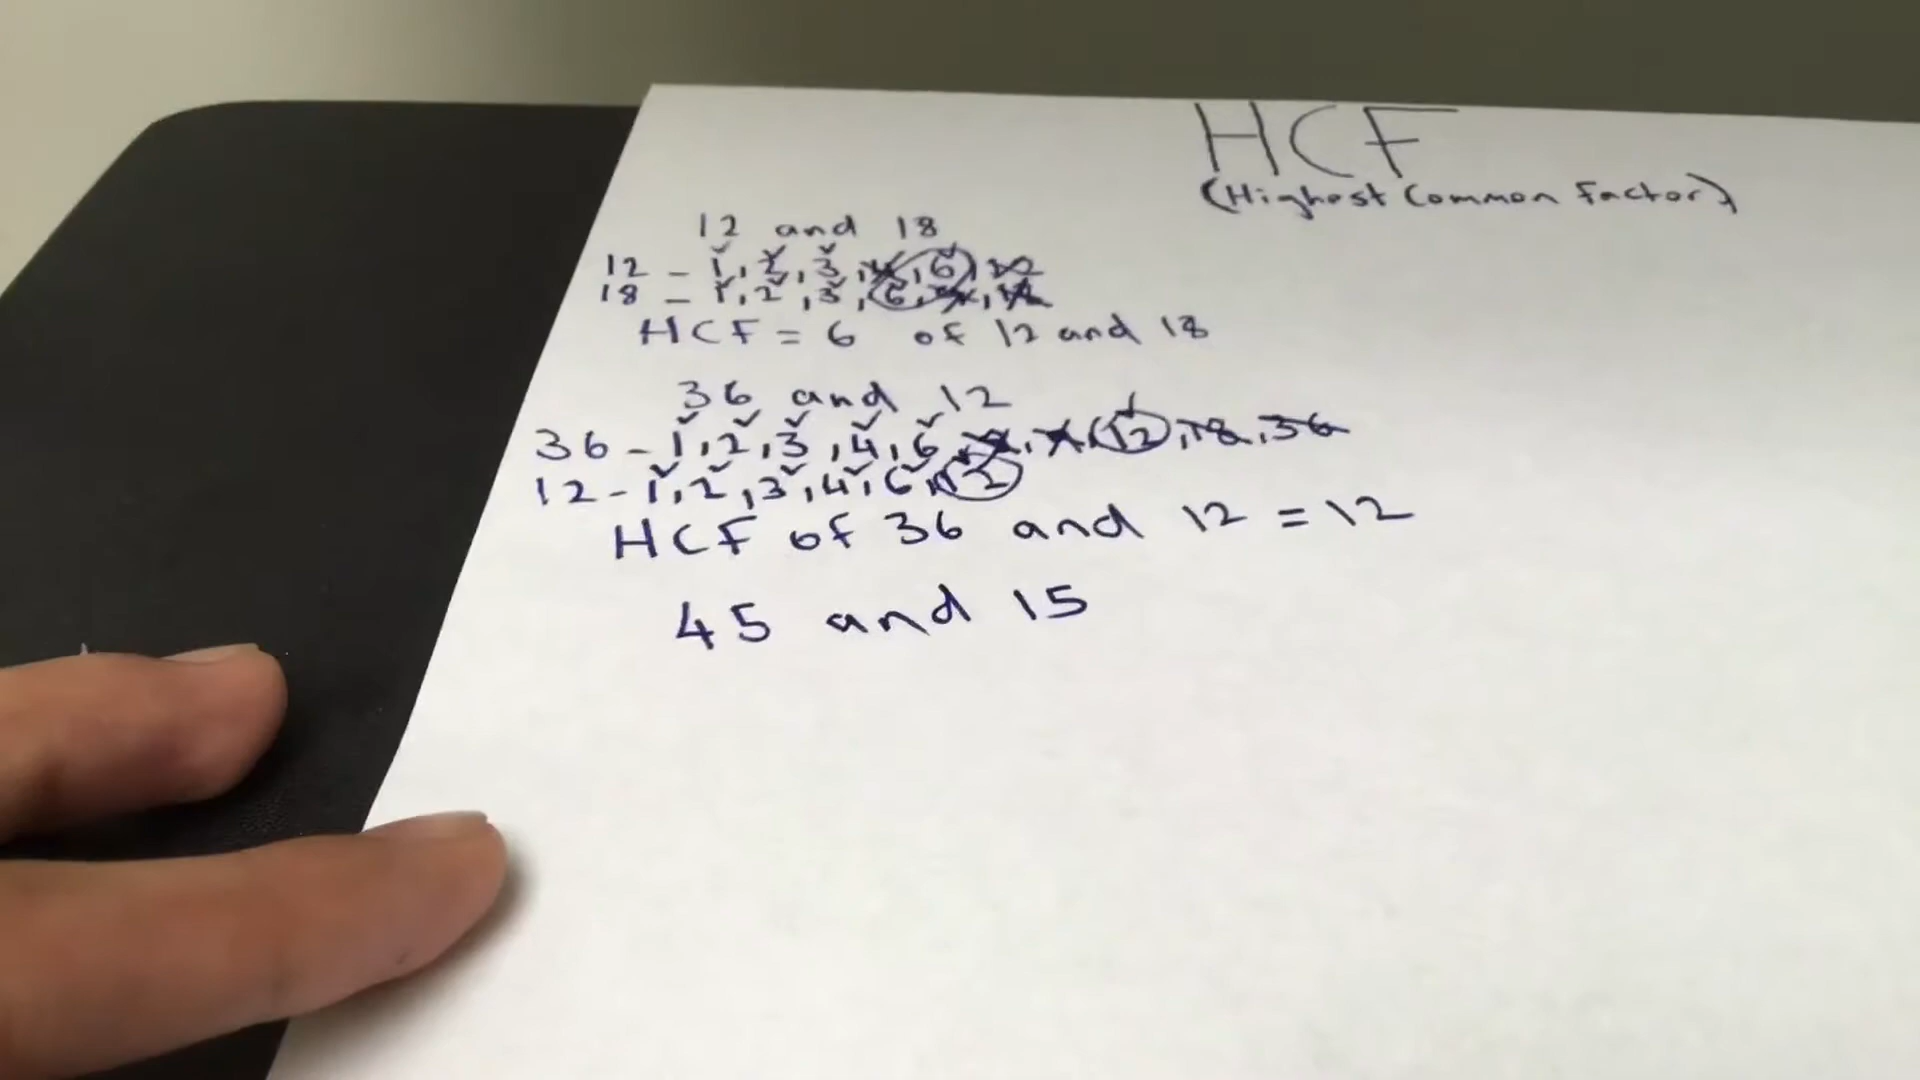 HCF
(Highest Common Factor)
12 and 18
12 - 1, 2, 3, 4, 6, 12
18 - 1, 2, 3, 6, 9, 18
HCF = 6 of 12 and 18
36 and 12
36 - 1, 2, 3, 4, 6, 12, 18, 36
12 - 1, 2, 3, 4, 6, 12
HCF of 36 and 12 = 12
45 and 15